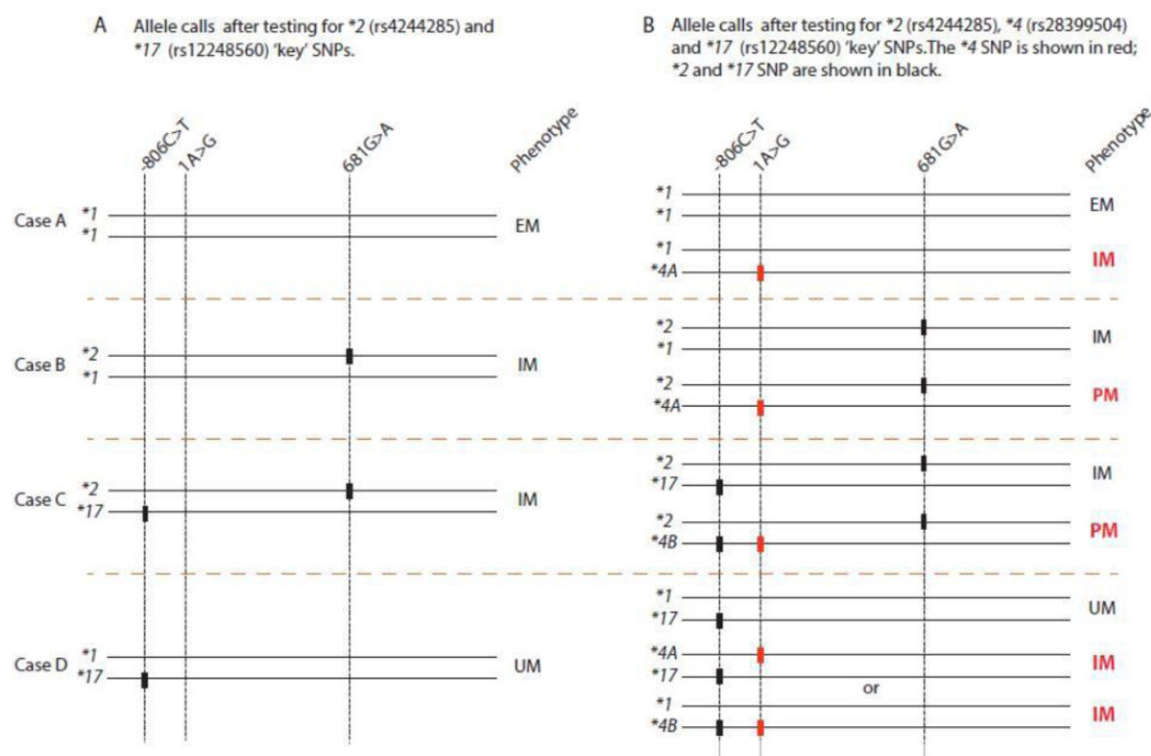 A Allele calls after testing for *2 (rs4244285) and
*17 (rs12248560) 'key' SNPs.
-806C>T
1A>G
681G>A
Phenotype
Case A
*1
*1
EM
Case B
*2
*1
IM
Case C
*2
*17
IM
Case D
*1
*17
UM
B Allele calls after testing for *2 (rs4244285), *4 (rs28399504)
and *17 (rs12248560) 'key' SNPs.The *4 SNP is shown in red;
*2 and *17 SNP are shown in black.
-806C>T
1A>G
681G>A
Phenotype
*1
*1
EM
*1
*4A
IM
*2
*1
IM
*2
*4A
PM
*2
*17
IM
*2
*4B
PM
*1
*17
UM
*4A
*17
IM
or
*1
*4B
IM